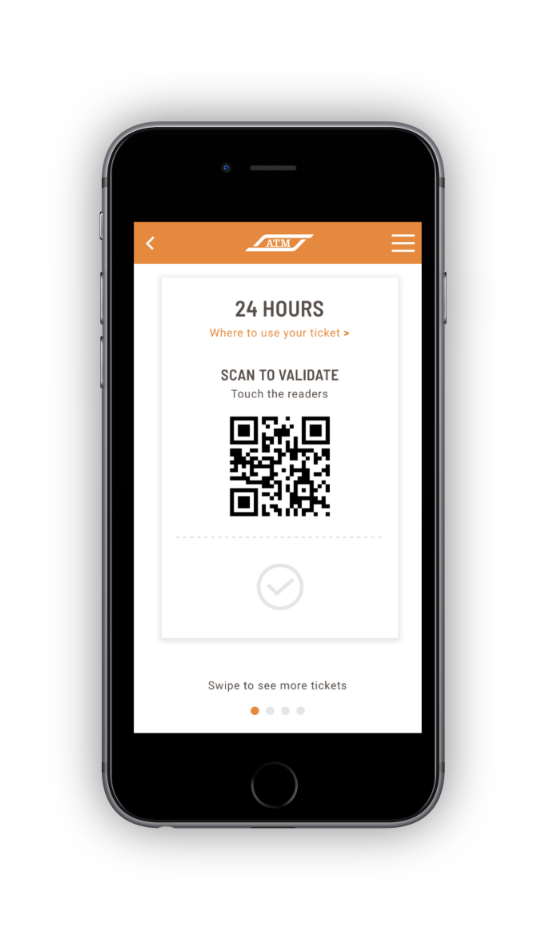 ATM
24 HOURS
Where to use your ticket >
SCAN TO VALIDATE
Touch the readers
Swipe to see more tickets